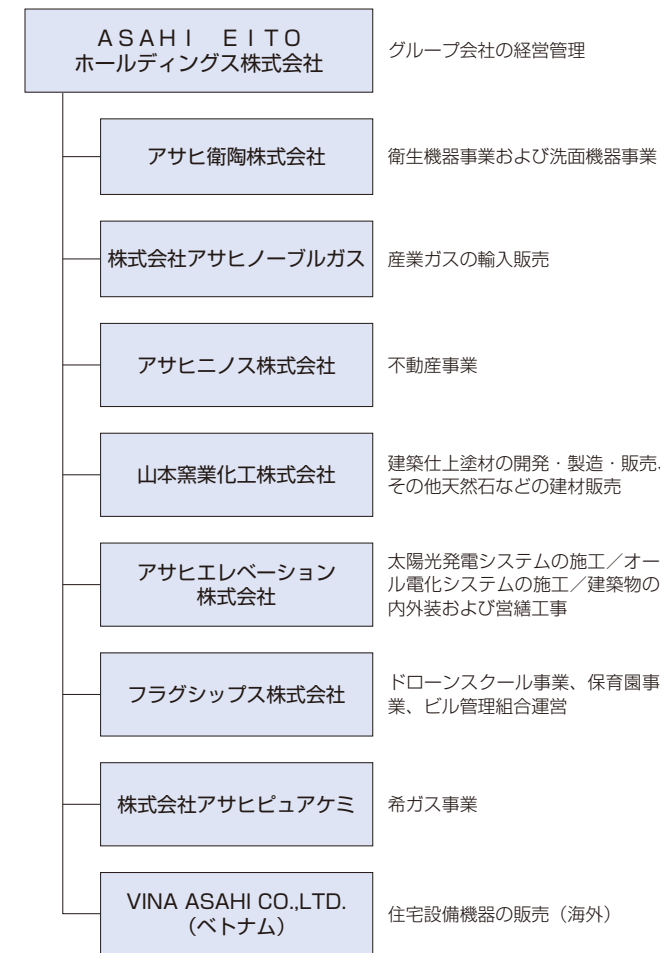 ＡＳＡＨＩ　ＥＩＴＯ
ホールディングス株式会社
グループ会社の経営管理
アサヒ衛陶株式会社
衛生機器事業および洗面機器事業
株式会社アサヒノーブルガス
産業ガスの輸入販売
アサヒニノス株式会社
不動産事業
山本窯業化工株式会社
建築仕上塗材の開発・製造・販売、
その他天然石などの建材販売
アサヒエレベーション
株式会社
太陽光発電システムの施工／オー
ル電化システムの施工／建築物の
内外装および営繕工事
フラグシップス株式会社
ドローンスクール事業、保育園事
業、ビル管理組合運営
株式会社アサヒピュアケミ
希ガス事業
VINA ASAHI CO.,LTD.
（ベトナム）
住宅設備機器の販売（海外）